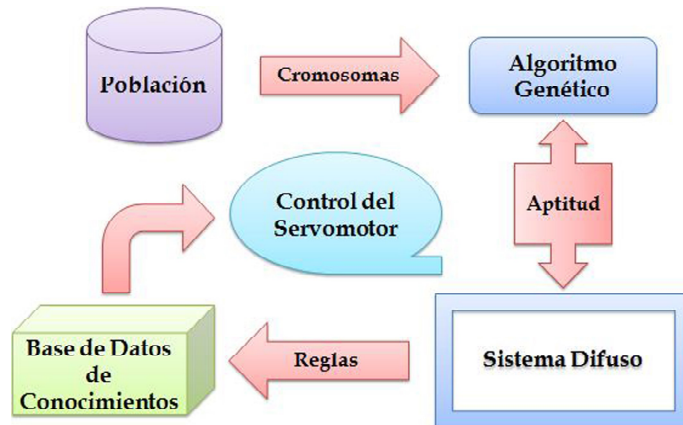 Población
Cromosomas
Algoritmo
Genético
Aptitud
Control del
Servomotor
Base de Datos
de
Conocimientos
Reglas
Sistema Difuso